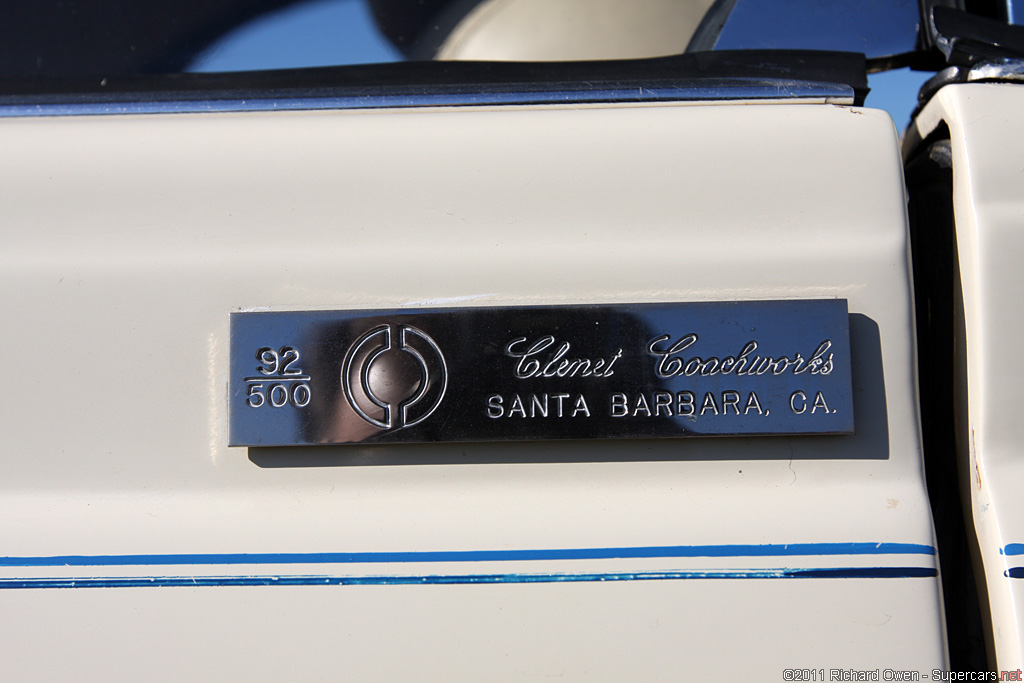 92
500
Clenet Coachworks
SANTA BARBARA, CA.
©2011 Richard Owen - Supercars.net